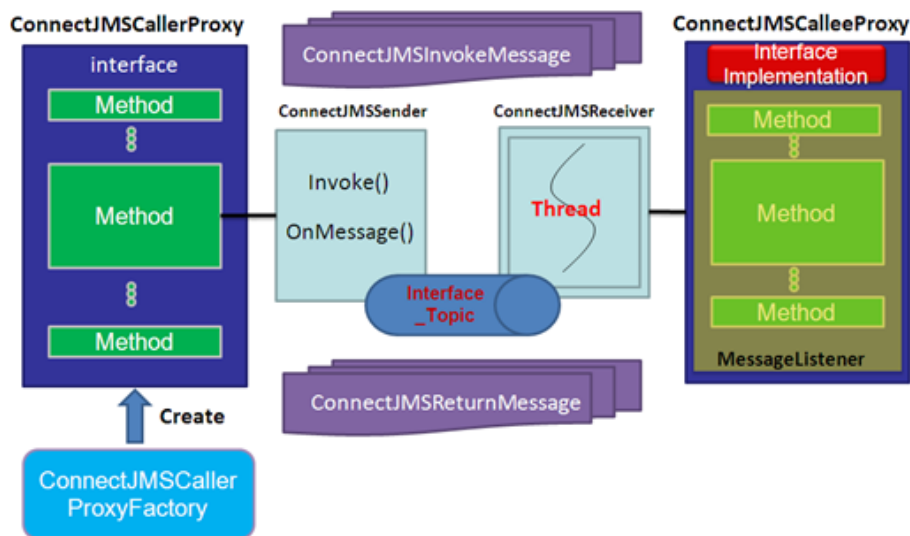 ConnectJMSCallerProxy
interface
Method
Method
Method
Create
ConnectJMSCaller
ProxyFactory
ConnectJMSInvokeMessage
ConnectJMSSender
Invoke()
OnMessage()
ConnectJMSReceiver
Thread
Interface
_Topic
ConnectJMSReturnMessage
ConnectJMSCalleeProxy
Interface
Implementation
Method
Method
Method
MessageListener